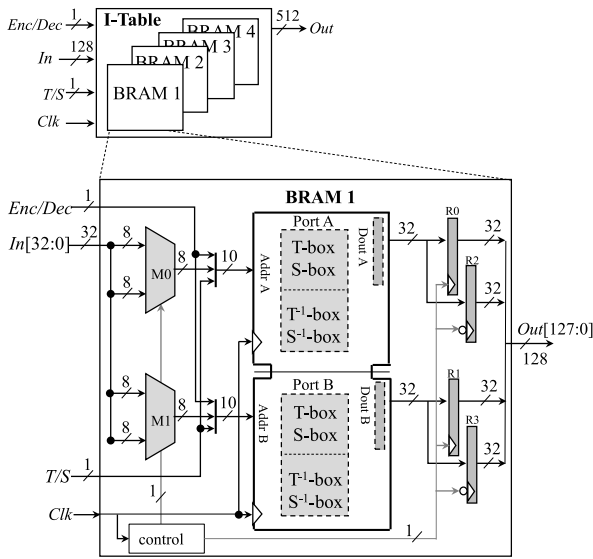 Enc/Dec 1
I-Table
512 Out
BRAM 4
BRAM 3
BRAM 2
BRAM 1
In 128
T/S 1
Clk
BRAM 1
Enc/Dec 1
In[32:0] 32
8
8
M0
8
10
Addr A
Port A
T-box
S-box
T-1-box
S-1-box
Dout A
32
R0
32
R2
32
Out[127:0]
128
8
8
M1
8
10
Addr B
Port B
T-box
S-box
T-1-box
S-1-box
Dout B
32
R1
32
R3
32
T/S 1
1
Clk
control
1